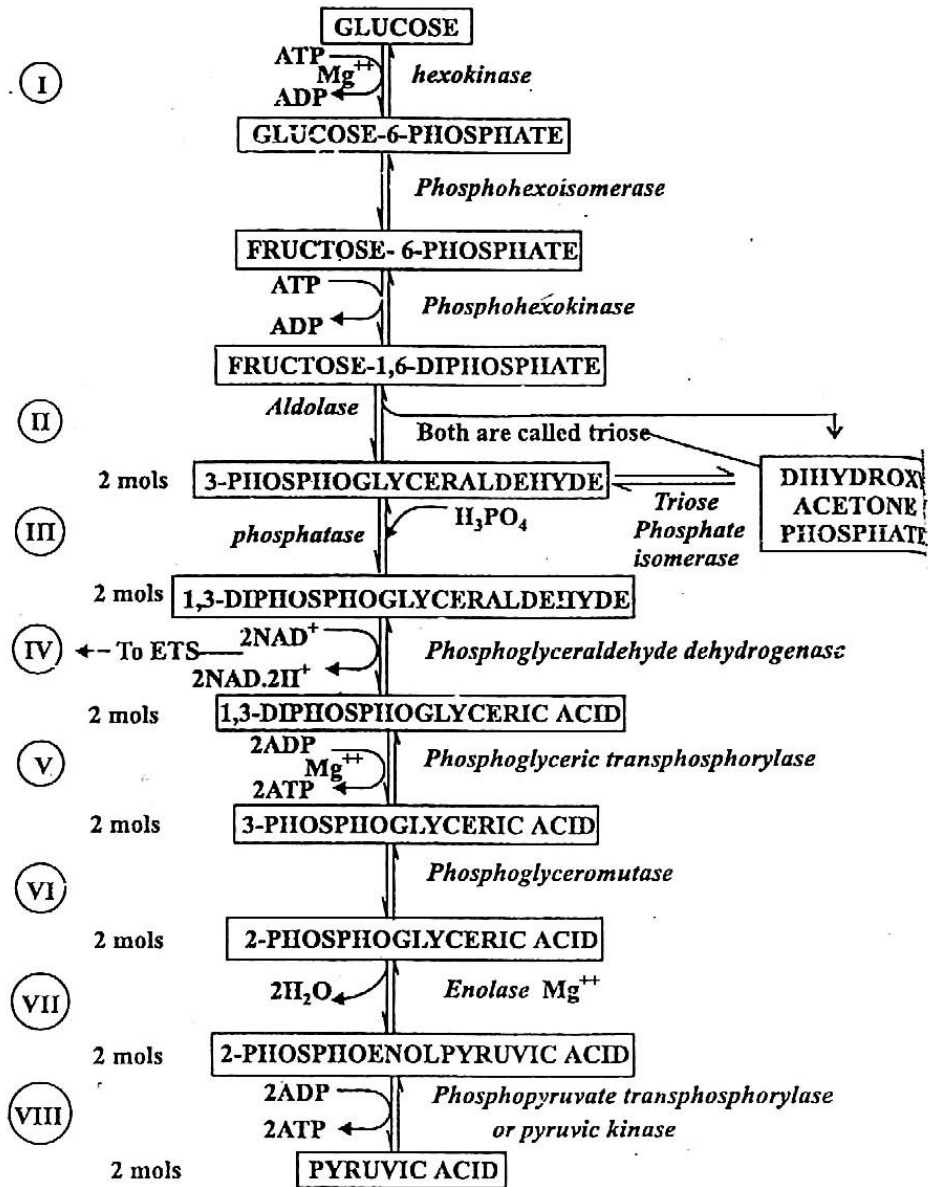 GLUCOSE
ATP
Mg++
ADP
hexokinase
I
GLUCOSE-6-PHOSPHATE
Phosphohexoisomerase
FRUCTOSE- 6-PHOSPHATE
ATP
ADP
Phosphohexokinase
FRUCTOSE-1,6-DIPHOSPHATE
Aldolase
II
Both are called triose
2 mols
3-PHOSPHOGLYCERALDEHYDE
DIHYDROXY
ACETONE
PHOSPHATE
Triose
Phosphate
isomerase
III
phosphatase
H3PO4
2 mols
1,3-DIPHOSPHOGLYCERALDEHYDE
IV
To ETS
2NAD+
2NAD.2H+
Phosphoglyceraldehyde dehydrogenase
2 mols
1,3-DIPHOSPHOGLYCERIC ACID
V
2ADP
Mg++
2ATP
Phosphoglyceric transphosphorylase
2 mols
3-PHOSPHOGLYCERIC ACID
VI
Phosphoglyceromutase
2 mols
2-PHOSPHOGLYCERIC ACID
VII
2H2O
Enolase Mg++
2 mols
2-PHOSPHOENOLPYRUVIC ACID
VIII
2ADP
2ATP
Phosphopyruvate transphosphorylase
or pyruvic kinase
2 mols
PYRUVIC ACID